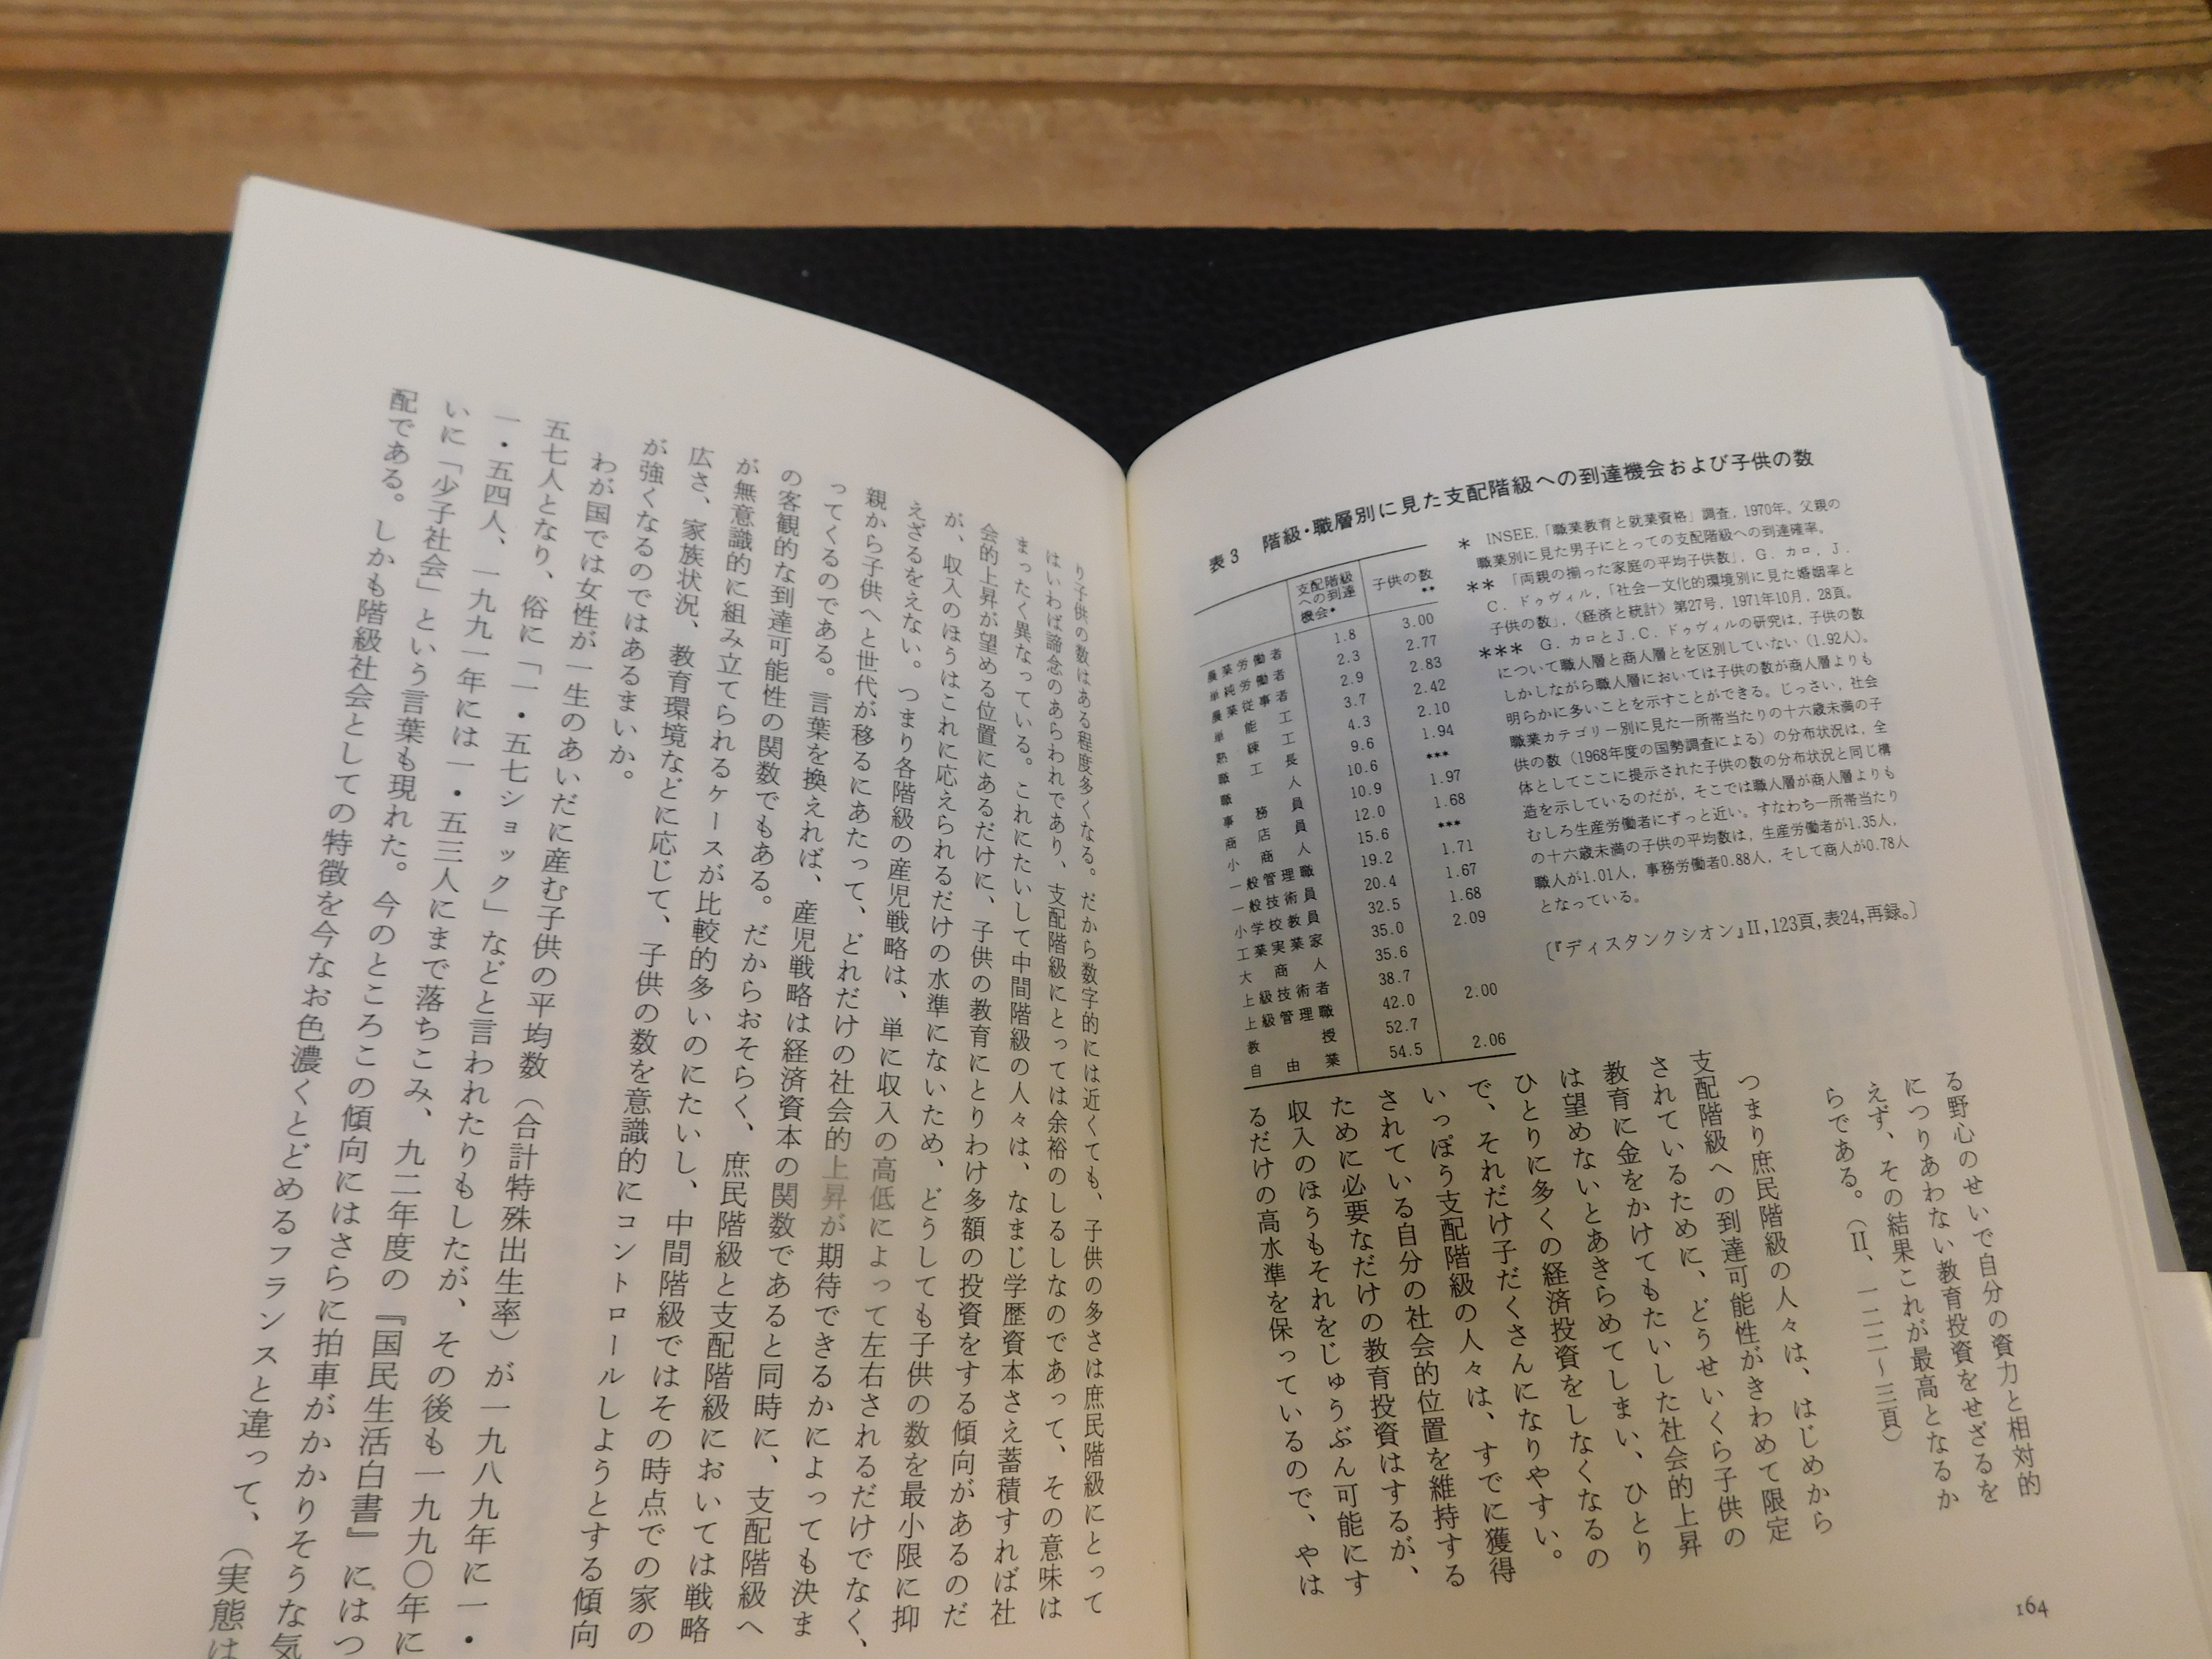 表3 階級・職層別に見た支配階級への到達機会および子供の数
支配階級への到達機会* 子供の数**
農業労働者 1.8 3.00
単純労働者 2.3 2.77
農業従事者 2.9 2.83
単能工 3.7 2.42
熟練工 4.3 2.10
職工長 9.6 1.94
職人 10.6 ***
事務員 10.9 1.97
商店員 12.0 1.68
小商人 15.6 ***
一般管理職 19.2 1.71
一般技術員 20.4 1.67
小学校教員 32.5 1.68
工業実業家 35.0 2.09
大商人 35.6
上級技術者 38.7
上級管理職 42.0 2.00
教授 52.7
自由業 54.5 2.06
* INSEE,「職業教育と就業資格」調査, 1970年。父親の
職業別に見た男子にとっての支配階級への到達確率。
** 「両親の揃った家庭の平均子供数」, G. カロ, J.
C. ドゥヴィル,「社会―文化的環境別に見た婚姻率と
子供の数」,〈経済と統計〉第27号, 1971年10月, 28頁。
*** G. カロとJ.C. ドゥヴィルの研究は, 子供の数
について職人層と商人層とを区別していない（1.92人）。
しかしながら職人層においては子供の数が商人層よりも
明らかに多いことを示すことができる。じっさい, 社会
職業カテゴリー別に見た一所帯当たりの十六歳未満の子
供の数（1968年度の国勢調査による）の分布状況は, 全
体としてここに提示された子供の数の分布状況と同じ構
造を示しているのだが, そこでは職人層が商人層よりも
むしろ生産労働者にずっと近い。すなわち一所帯当たり
の十六歳未満の子供の平均数は, 生産労働者が1.35人,
職人が1.01人, 事務労働者0.88人, そして商人が0.78人
となっている。
〔『ディスタンクシオン』II, 123頁, 表24, 再録。〕
る野心のせいで自分の資力と相対的
につりあわない教育投資をせざるを
えず、その結果これが最高となるか
らである。（II、一二二～三頁）
つまり庶民階級の人々は、はじめから
支配階級への到達可能性がきわめて限定
されているために、どうせいくら子供の
教育に金をかけてもたいした社会的上昇
は望めないとあきらめてしまい、ひとり
ひとりに多くの経済投資をしなくなるの
で、それだけ子だくさんになりやすい。
いっぽう支配階級の人々は、すでに獲得
されている自分の社会的位置を維持する
ために必要なだけの教育投資はするが、
収入のほうもそれをじゅうぶん可能にす
るだけの高水準を保っているので、やは
164
り子供の数はある程度多くなる。だから数字的には近くても、子供の多さは庶民階級にとって
はいわば諦念のあらわれであり、支配階級にとっては余裕のしるしなのであって、その意味は
まったく異なっている。これにたいして中間階級の人々は、なまじ学歴資本さえ蓄積すれば社
会的上昇が望める位置にあるだけに、子供の教育にとりわけ多額の投資をする傾向があるのだ
が、収入のほうはこれに応えられるだけの水準にないため、どうしても子供の数を最小限に抑
えざるをえない。つまり各階級の産児戦略は、単に収入の高低によって左右されるだけでなく、
親から子供へと世代が移るにあたって、どれだけの社会的上昇が期待できるかによっても決ま
ってくるのである。言葉を換えれば、産児戦略は経済資本の関数であると同時に、支配階級へ
の客観的な到達可能性の関数でもある。だからおそらく、庶民階級と支配階級においては戦略
が無意識的に組み立てられるケースが比較的多いのにたいし、中間階級ではその時点での家の
広さ、家族状況、教育環境などに応じて、子供の数を意識的にコントロールしようとする傾向
が強くなるのではあるまいか。
わが国では女性が一生のあいだに産む子供の平均数（合計特殊出生率）が一九八九年に一・
五七人となり、俗に「一・五七ショック」などと言われたりもしたが、その後も一九九〇年に
一・五四人、一九九一年には一・五三人にまで落ちこみ、九二年度の『国民生活白書』にはつ
いに「少子社会」という言葉も現れた。今のところこの傾向にはさらに拍車がかかりそうな気
配である。しかも階級社会としての特徴を今なお色濃くとどめるフランスと違って、（実態は